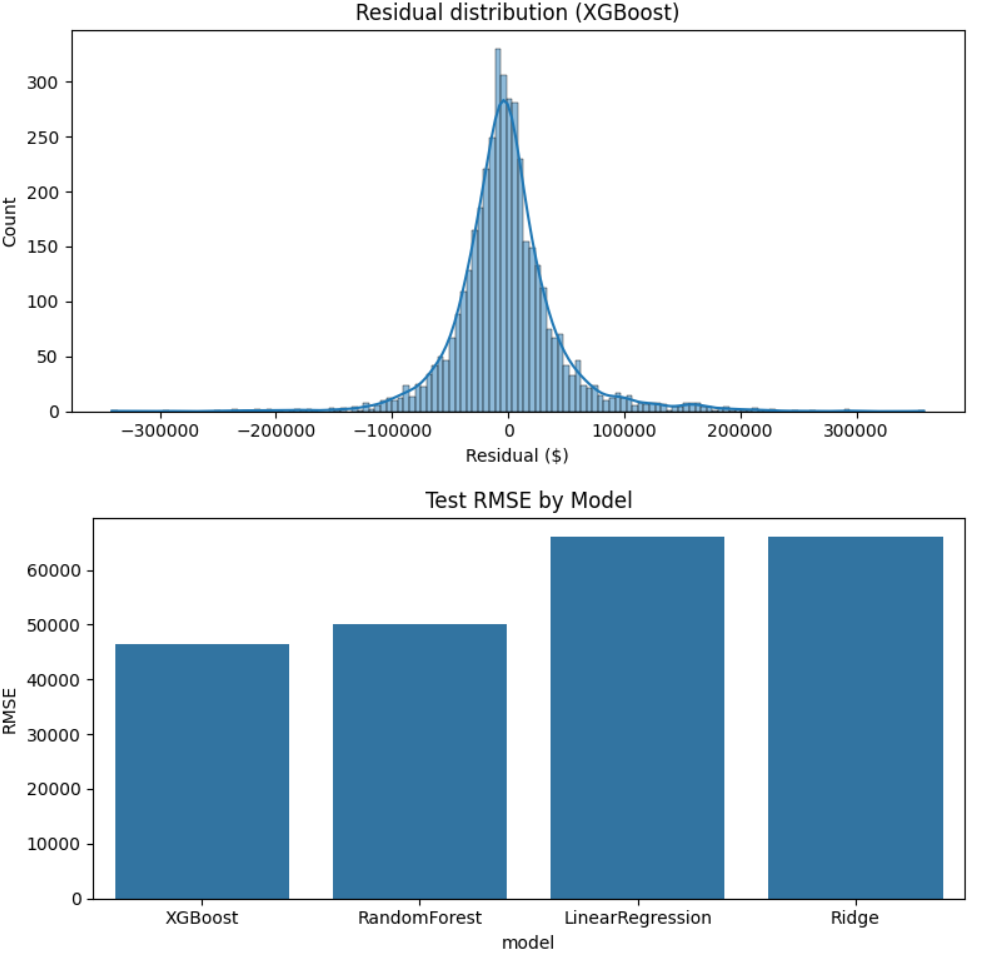 Residual distribution (XGBoost)
300
250
200
150
100
50
0
Count
−300000 −200000 −100000 0 100000 200000 300000
Residual ($)
Test RMSE by Model
60000
50000
40000
30000
20000
10000
0
RMSE
XGBoost RandomForest LinearRegression Ridge
model